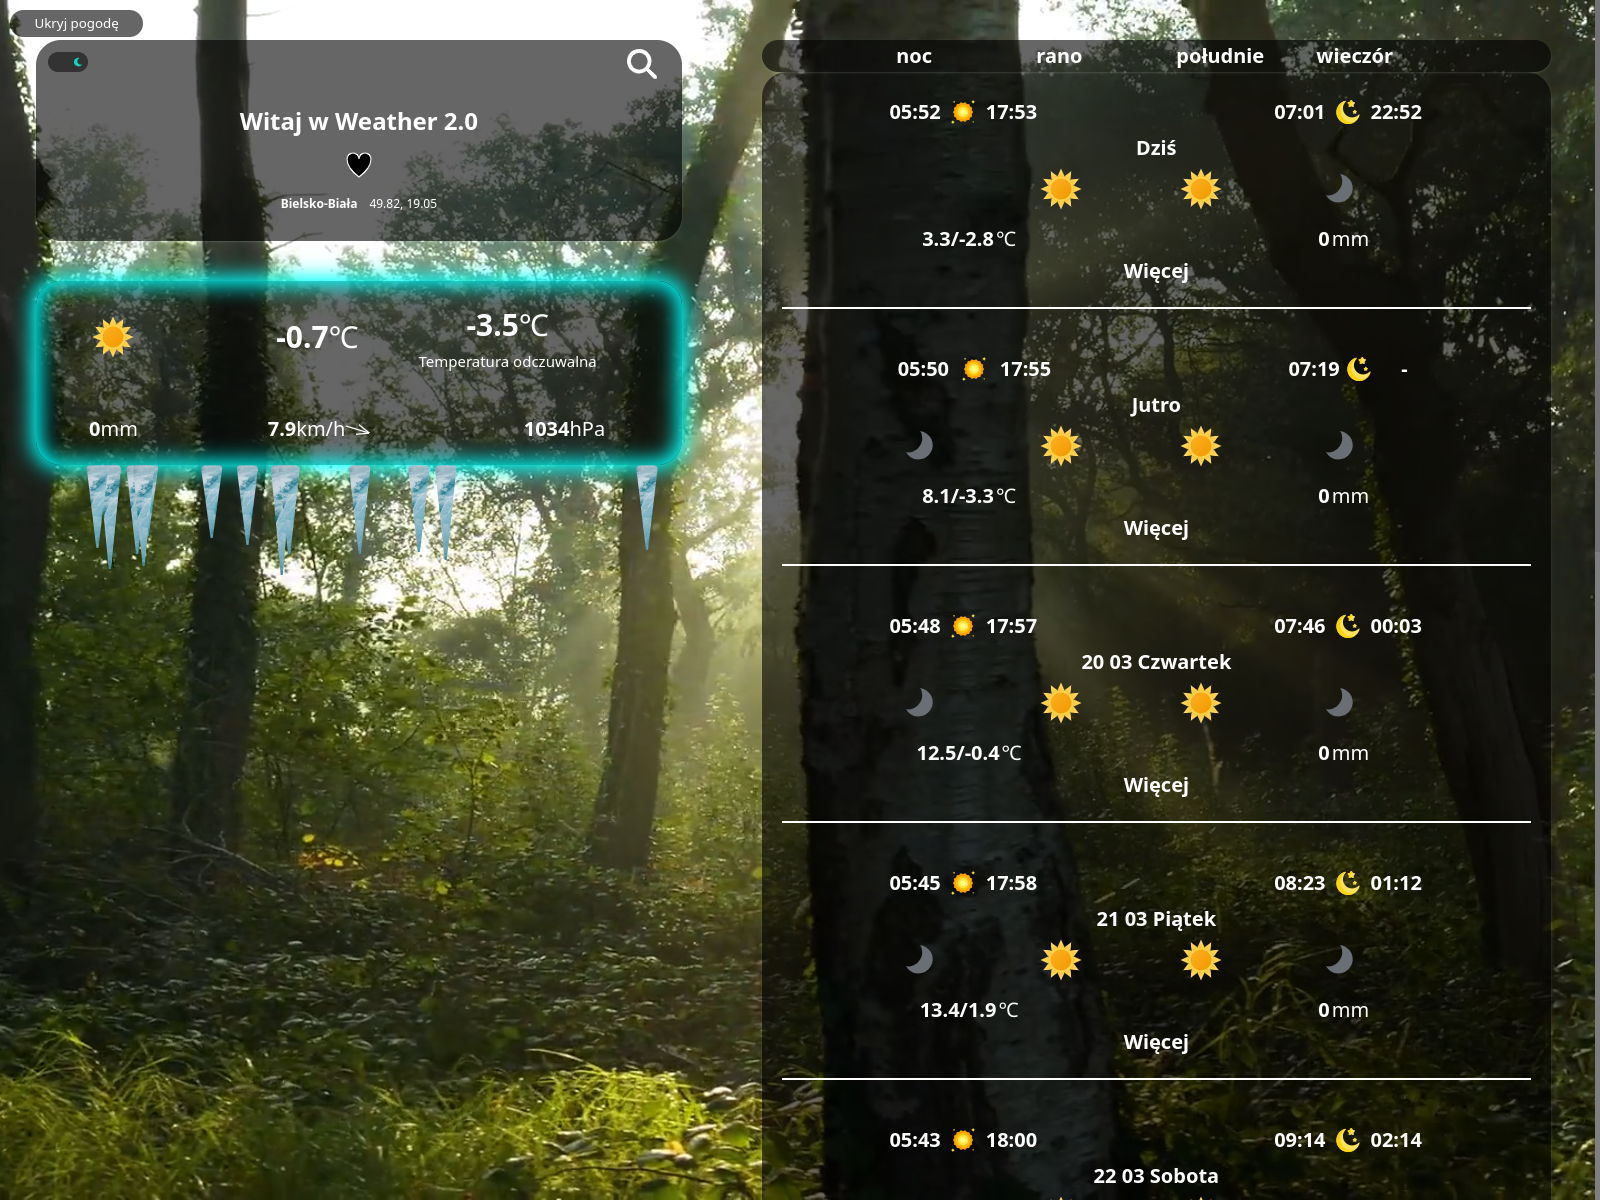 Ukryj pogodę
Witaj w Weather 2.0
Bielsko-Biała 49.82, 19.05
-0.7°C
-3.5°C
Temperatura odczuwalna
0mm 7.9km/h 1034hPa
noc rano południe wieczór
05:52 17:53 07:01 22:52
Dziś
3.3/-2.8°C 0mm
Więcej
05:50 17:55 07:19 -
Jutro
8.1/-3.3°C 0mm
Więcej
05:48 17:57 07:46 00:03
20 03 Czwartek
12.5/-0.4°C 0mm
Więcej
05:45 17:58 08:23 01:12
21 03 Piątek
13.4/1.9°C 0mm
Więcej
05:43 18:00 09:14 02:14
22 03 Sobota